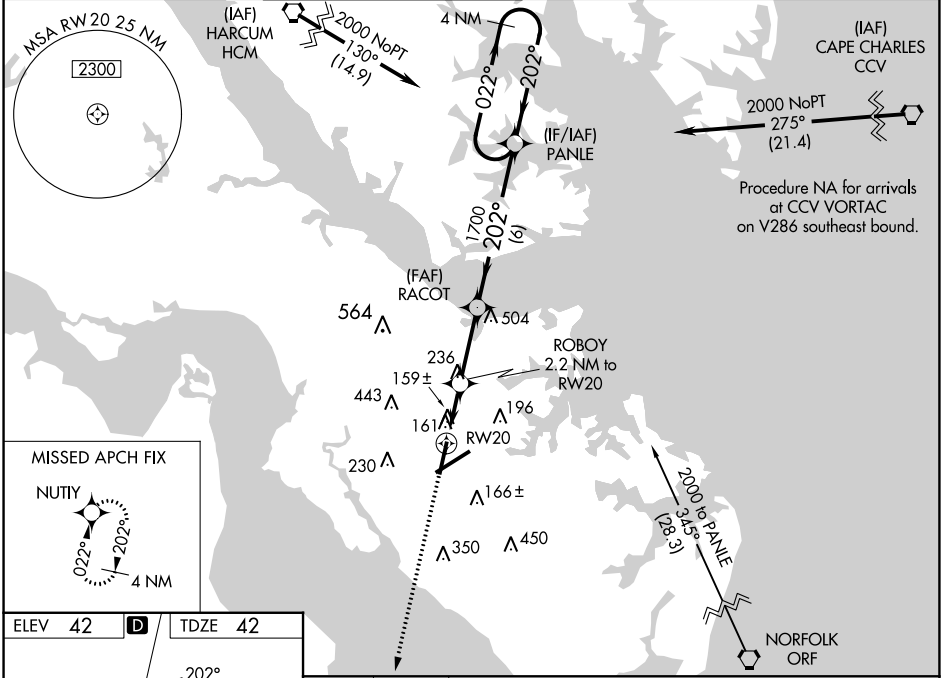 MSA RW20 25 NM
2300
(IAF)
HARCUM
HCM
2000 NoPT
130°
(14.9)
4 NM
022°
202°
(IF/IAF)
PANLE
(IAF)
CAPE CHARLES
CCV
2000 NoPT
275°
(21.4)
Procedure NA for arrivals
at CCV VORTAC
on V286 southeast bound.
1700
202°
(6)
(FAF)
RACOT
564
504
ROBOY
2.2 NM to
RW20
236
159±
443
161
196
RW20
230
166±
350
450
2000 to PANLE
345°
(28.3)
NORFOLK
ORF
MISSED APCH FIX
NUTIY
022°
202°
4 NM
ELEV 42 D TDZE 42
202°